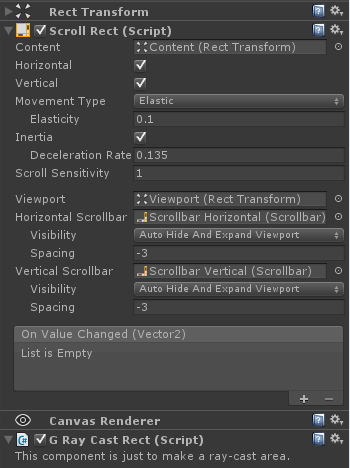 Rect Transform
Scroll Rect (Script)
Content Content (Rect Transform)
Horizontal
Vertical
Movement Type Elastic
Elasticity 0.1
Inertia
Deceleration Rate 0.135
Scroll Sensitivity 1
Viewport Viewport (Rect Transform)
Horizontal Scrollbar Scrollbar Horizontal (Scrollbar)
Visibility Auto Hide And Expand Viewport
Spacing -3
Vertical Scrollbar Scrollbar Vertical (Scrollbar)
Visibility Auto Hide And Expand Viewport
Spacing -3
On Value Changed (Vector2)
List is Empty
Canvas Renderer
G Ray Cast Rect (Script)
This component is just to make a ray-cast area.